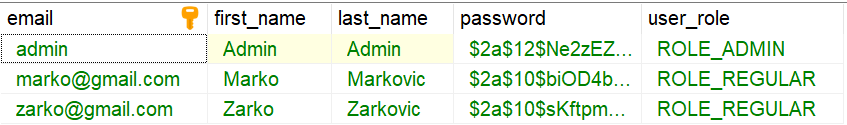 email first_name last_name password user_role
admin Admin Admin $2a$12$Ne2zEZ... ROLE_ADMIN
marko@gmail.com Marko Markovic $2a$10$biOD4b... ROLE_REGULAR
zarko@gmail.com Zarko Zarkovic $2a$10$sKftpm... ROLE_REGULAR